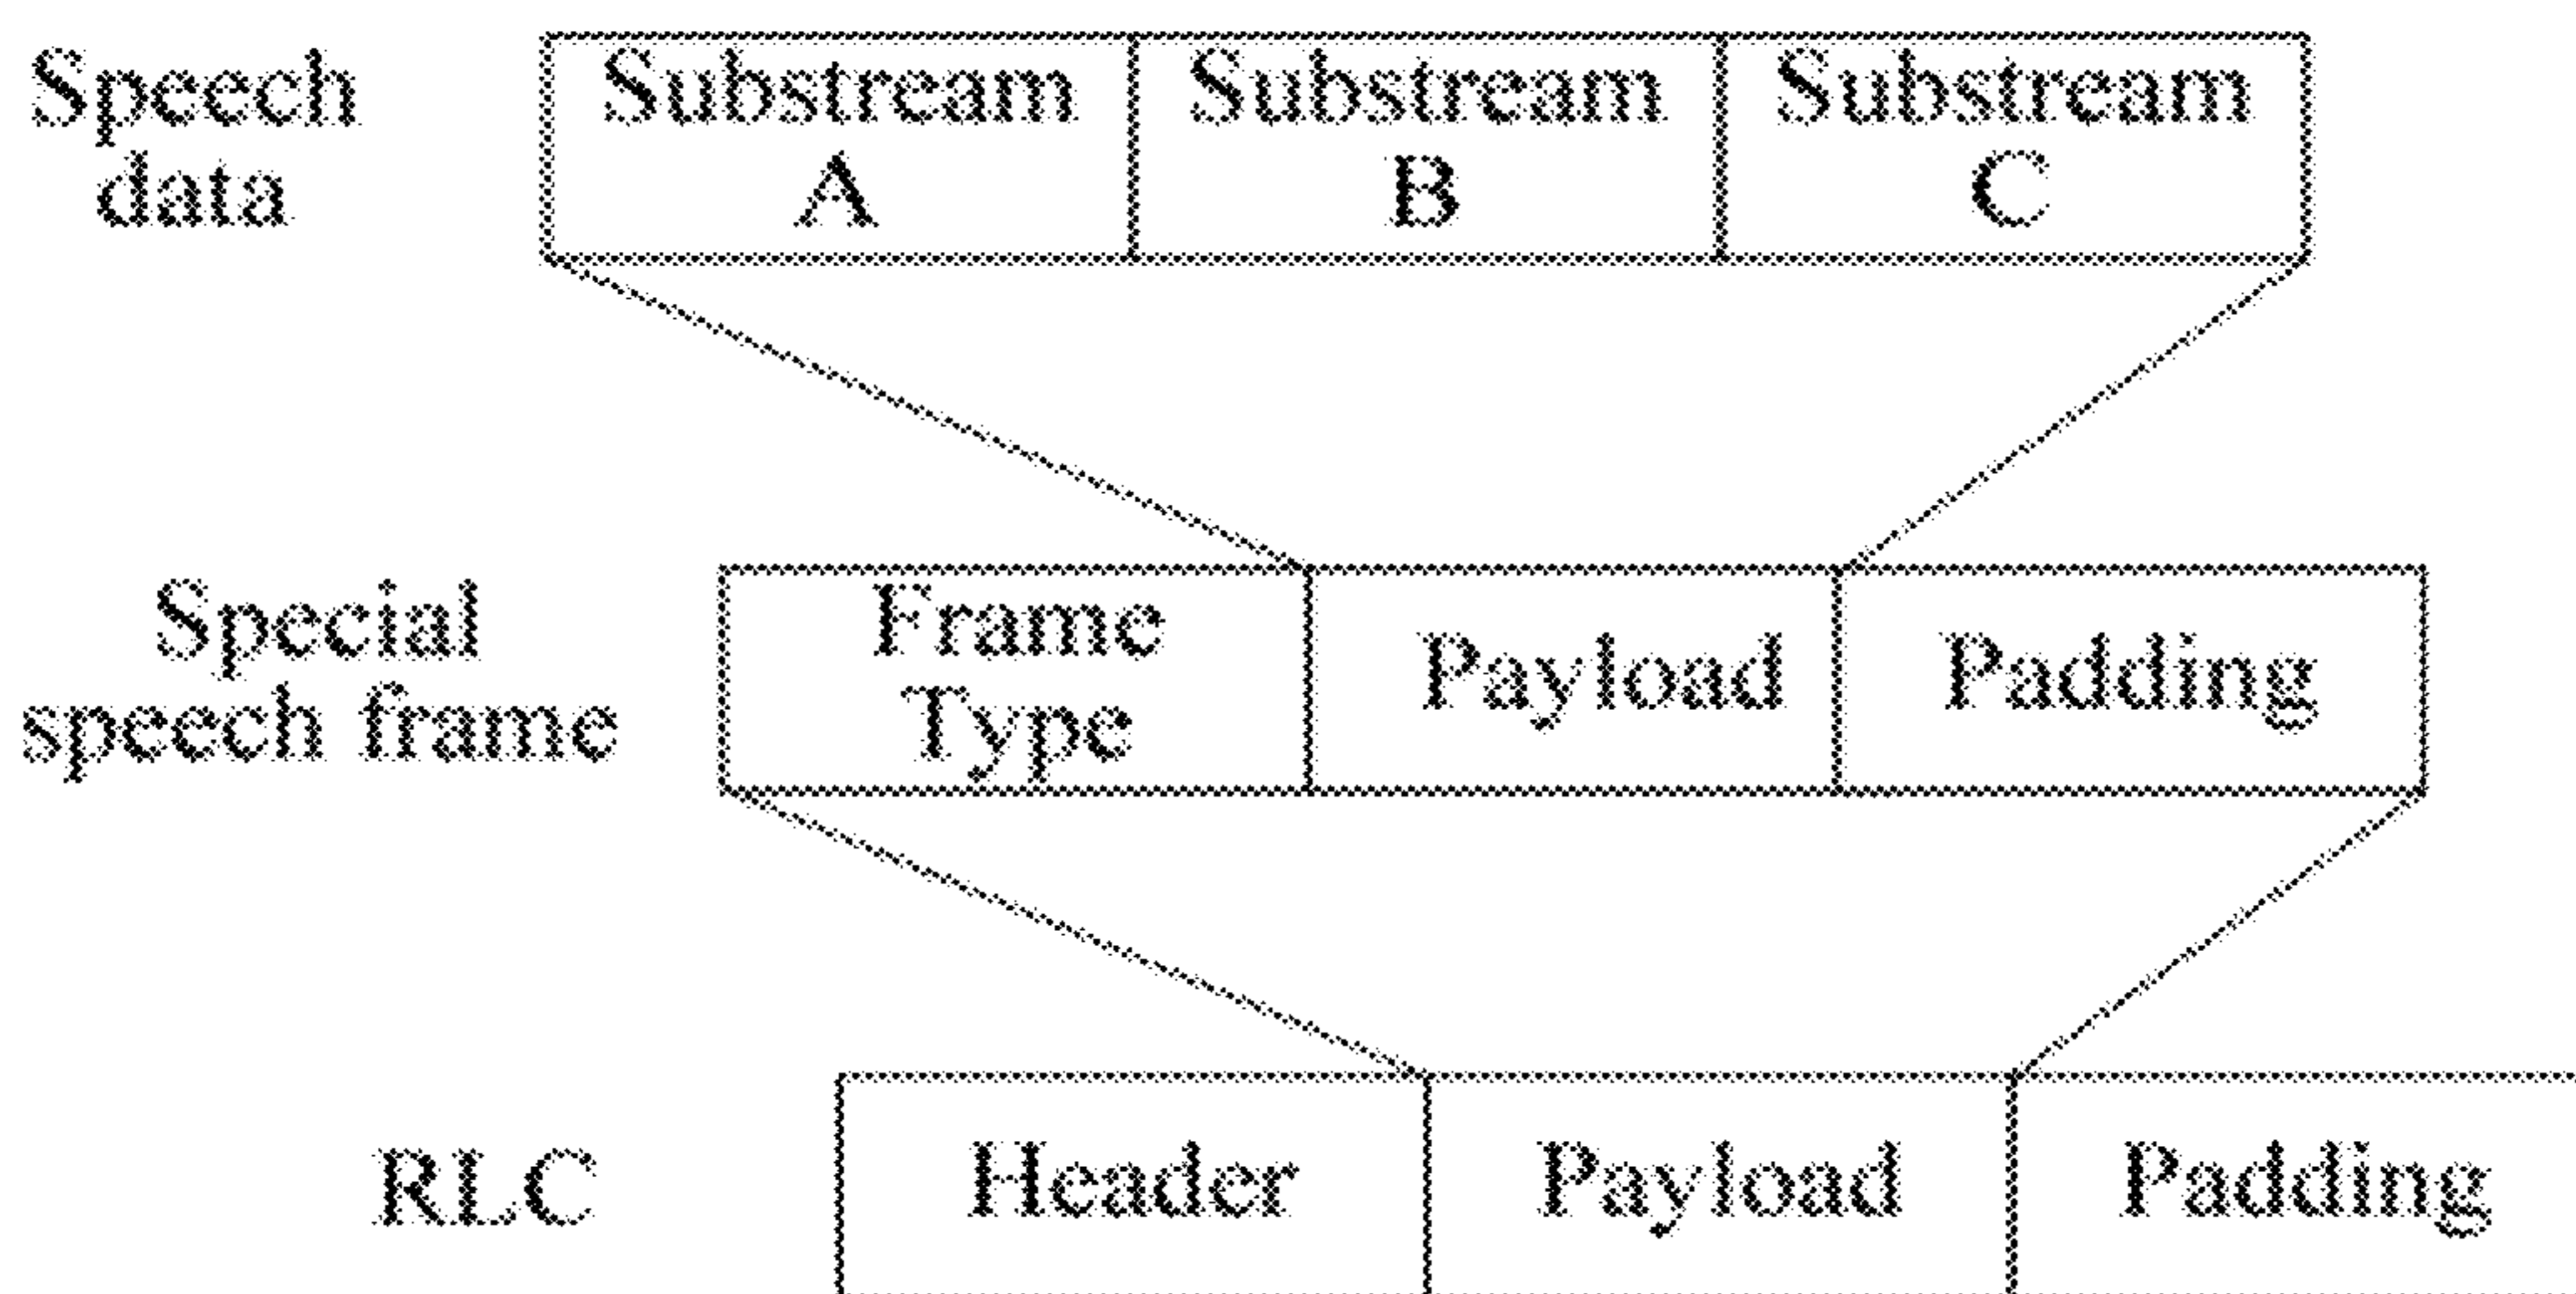 Speech
data
Substream
A
Substream
B
Substream
C
Special
speech frame
Frame
Type
Payload
Padding
RLC
Header
Payload
Padding